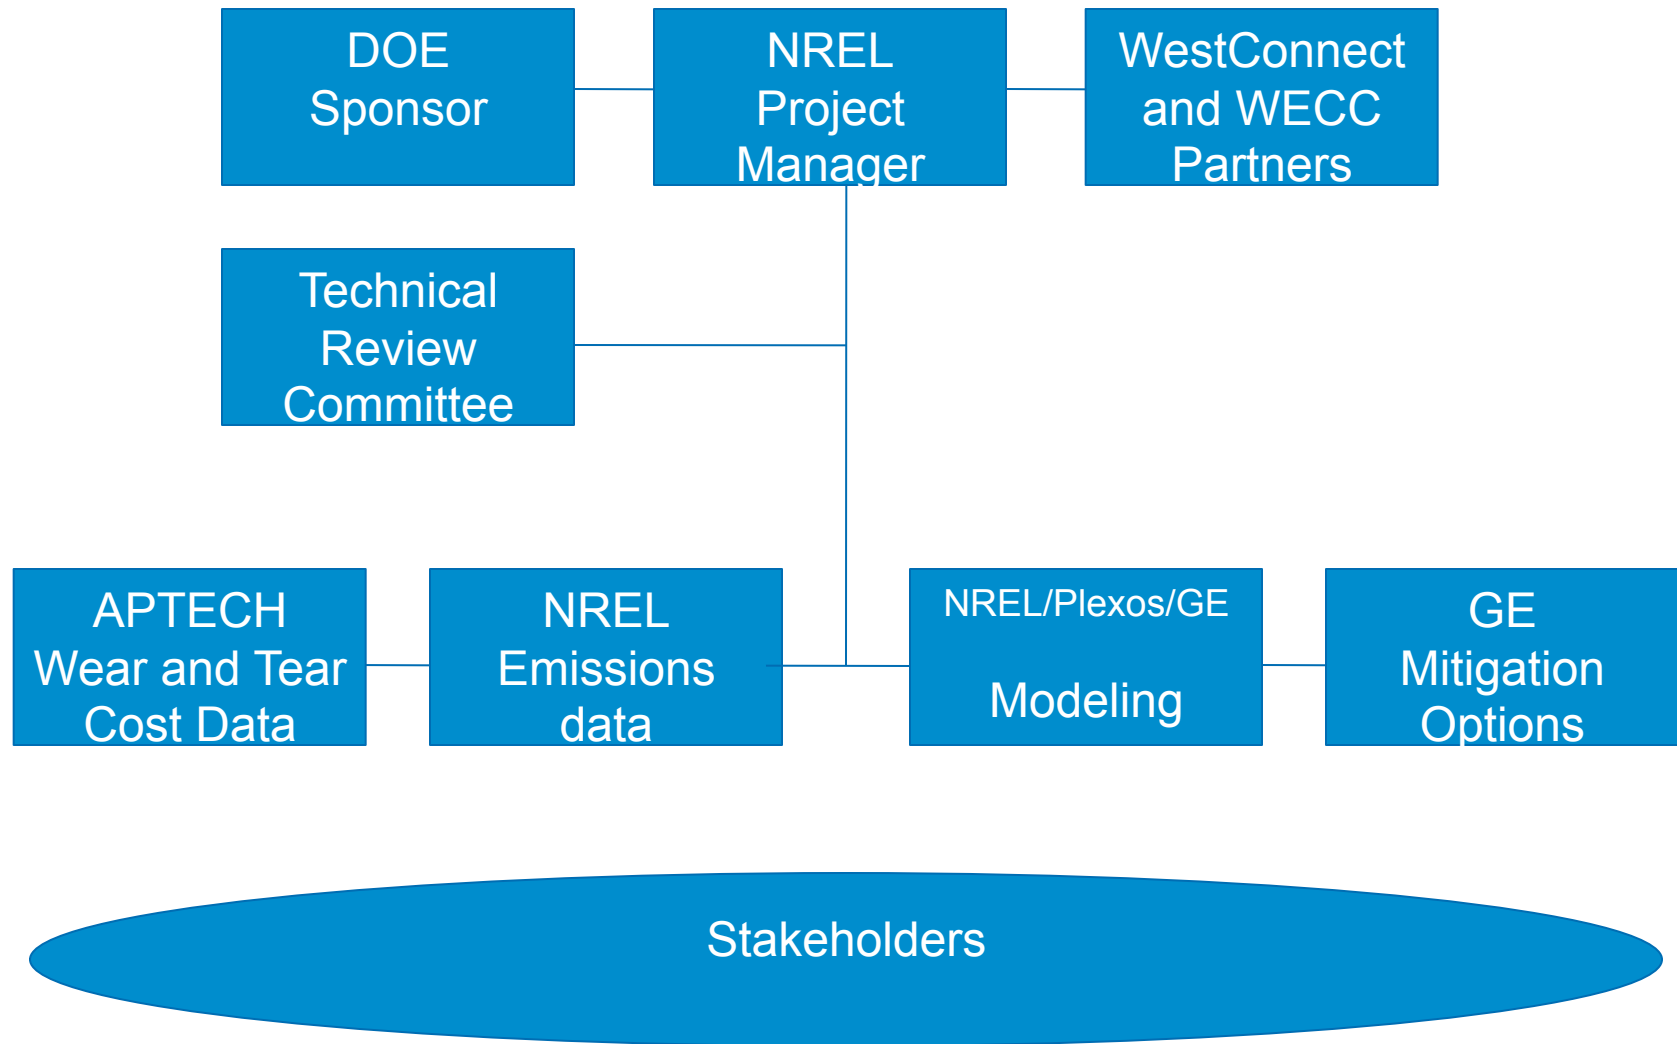 DOE
Sponsor
NREL
Project
Manager
WestConnect
and WECC
Partners
Technical
Review
Committee
APTECH
Wear and Tear
Cost Data
NREL
Emissions
data
NREL/Plexos/GE
Modeling
GE
Mitigation
Options
Stakeholders